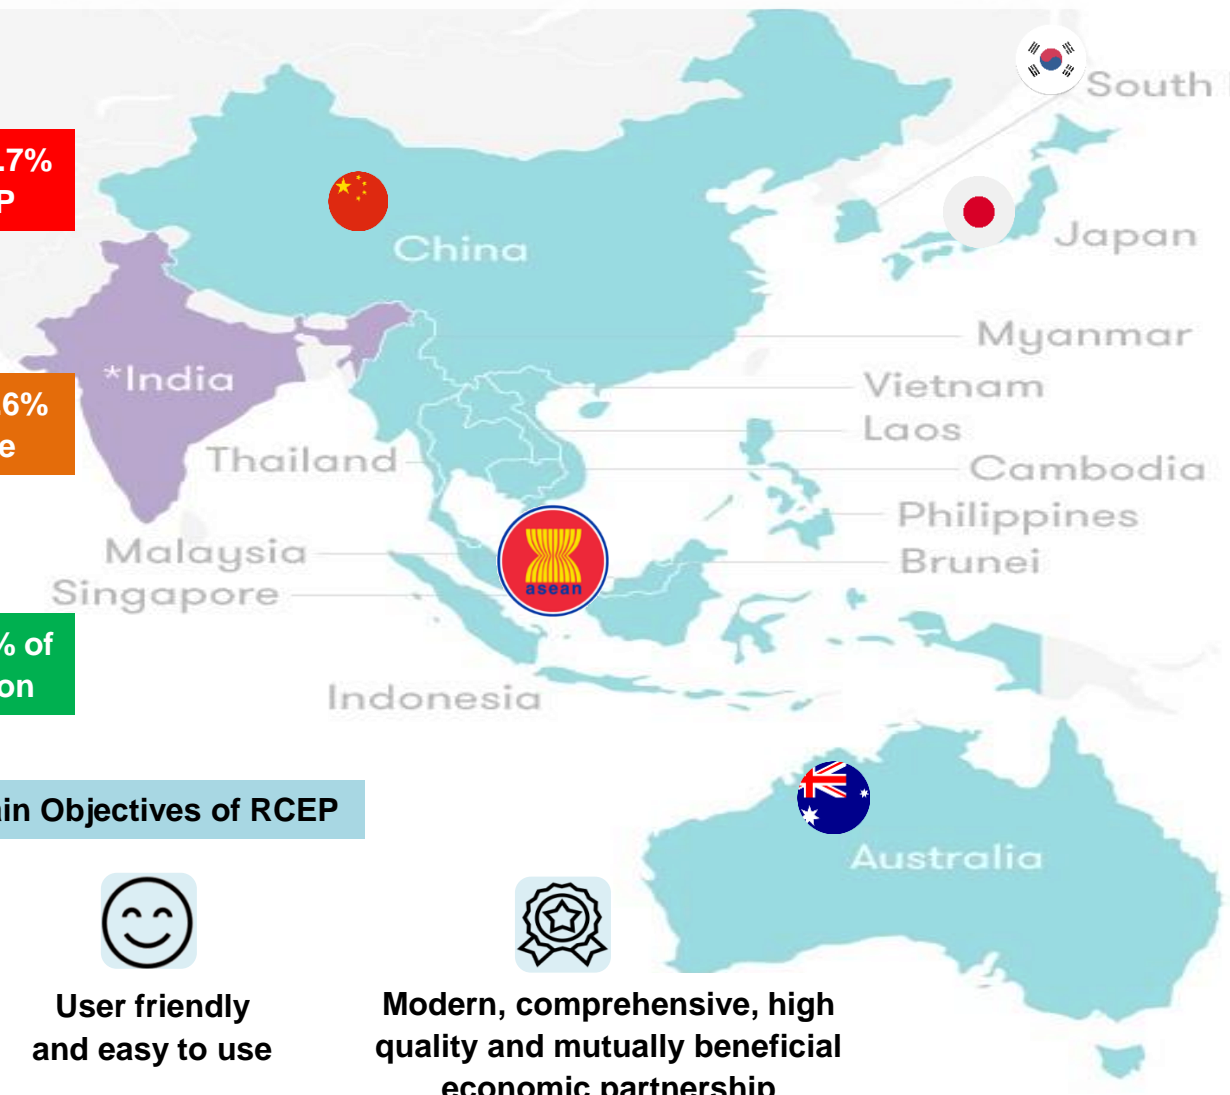 South
.7%
P
Japan
China
Myanmar
*India
Vietnam
6%
e
Laos
Thailand
Cambodia
Philippines
Malaysia
Brunei
asean
Singapore
% of
on
Indonesia
in Objectives of RCEP
Australia
User friendly
and easy to use
Modern, comprehensive, high
quality and mutually beneficial
economic partnership